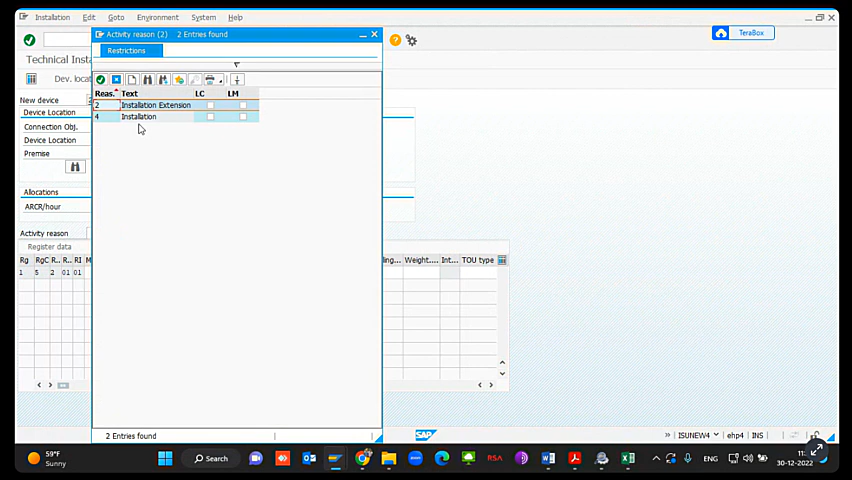 Installation Edit Goto Environment System Help
Activity reason (2) 2 Entries found
Restrictions
TeraBox
Technical Insta
Dev. locat
Reas. Text LC LM
2 Installation Extension
4 Installation
New device
Device Location
Connection Obj.
Device Location
Premise
Allocations
ARCR/hour
Activity reason
Register data
Rg RgC R.. R.. RI M ling... Weight.... Int... TOU type
1 5 2 01 01
2 Entries found
SAP
» ISUNEW4 ehp4 INS
59°F
Sunny
Search
RSA
ENG
30-12-2022